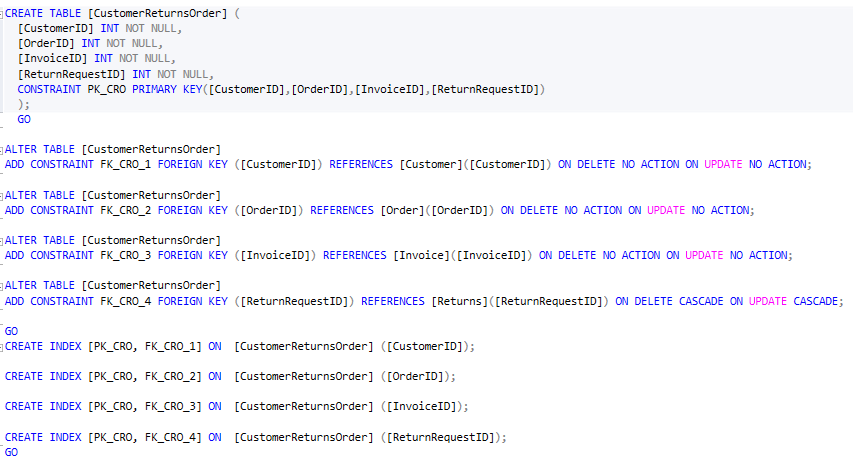 CREATE TABLE [CustomerReturnsOrder] (
[CustomerID] INT NOT NULL,
[OrderID] INT NOT NULL,
[InvoiceID] INT NOT NULL,
[ReturnRequestID] INT NOT NULL,
CONSTRAINT PK_CRO PRIMARY KEY([CustomerID],[OrderID],[InvoiceID],[ReturnRequestID])
);
GO
ALTER TABLE [CustomerReturnsOrder]
ADD CONSTRAINT FK_CRO_1 FOREIGN KEY ([CustomerID]) REFERENCES [Customer]([CustomerID]) ON DELETE NO ACTION ON UPDATE NO ACTION;
ALTER TABLE [CustomerReturnsOrder]
ADD CONSTRAINT FK_CRO_2 FOREIGN KEY ([OrderID]) REFERENCES [Order]([OrderID]) ON DELETE NO ACTION ON UPDATE NO ACTION;
ALTER TABLE [CustomerReturnsOrder]
ADD CONSTRAINT FK_CRO_3 FOREIGN KEY ([InvoiceID]) REFERENCES [Invoice]([InvoiceID]) ON DELETE NO ACTION ON UPDATE NO ACTION;
ALTER TABLE [CustomerReturnsOrder]
ADD CONSTRAINT FK_CRO_4 FOREIGN KEY ([ReturnRequestID]) REFERENCES [Returns]([ReturnRequestID]) ON DELETE CASCADE ON UPDATE CASCADE;
GO
CREATE INDEX [PK_CRO, FK_CRO_1] ON  [CustomerReturnsOrder] ([CustomerID]);
CREATE INDEX [PK_CRO, FK_CRO_2] ON  [CustomerReturnsOrder] ([OrderID]);
CREATE INDEX [PK_CRO, FK_CRO_3] ON  [CustomerReturnsOrder] ([InvoiceID]);
CREATE INDEX [PK_CRO, FK_CRO_4] ON  [CustomerReturnsOrder] ([ReturnRequestID]);
GO